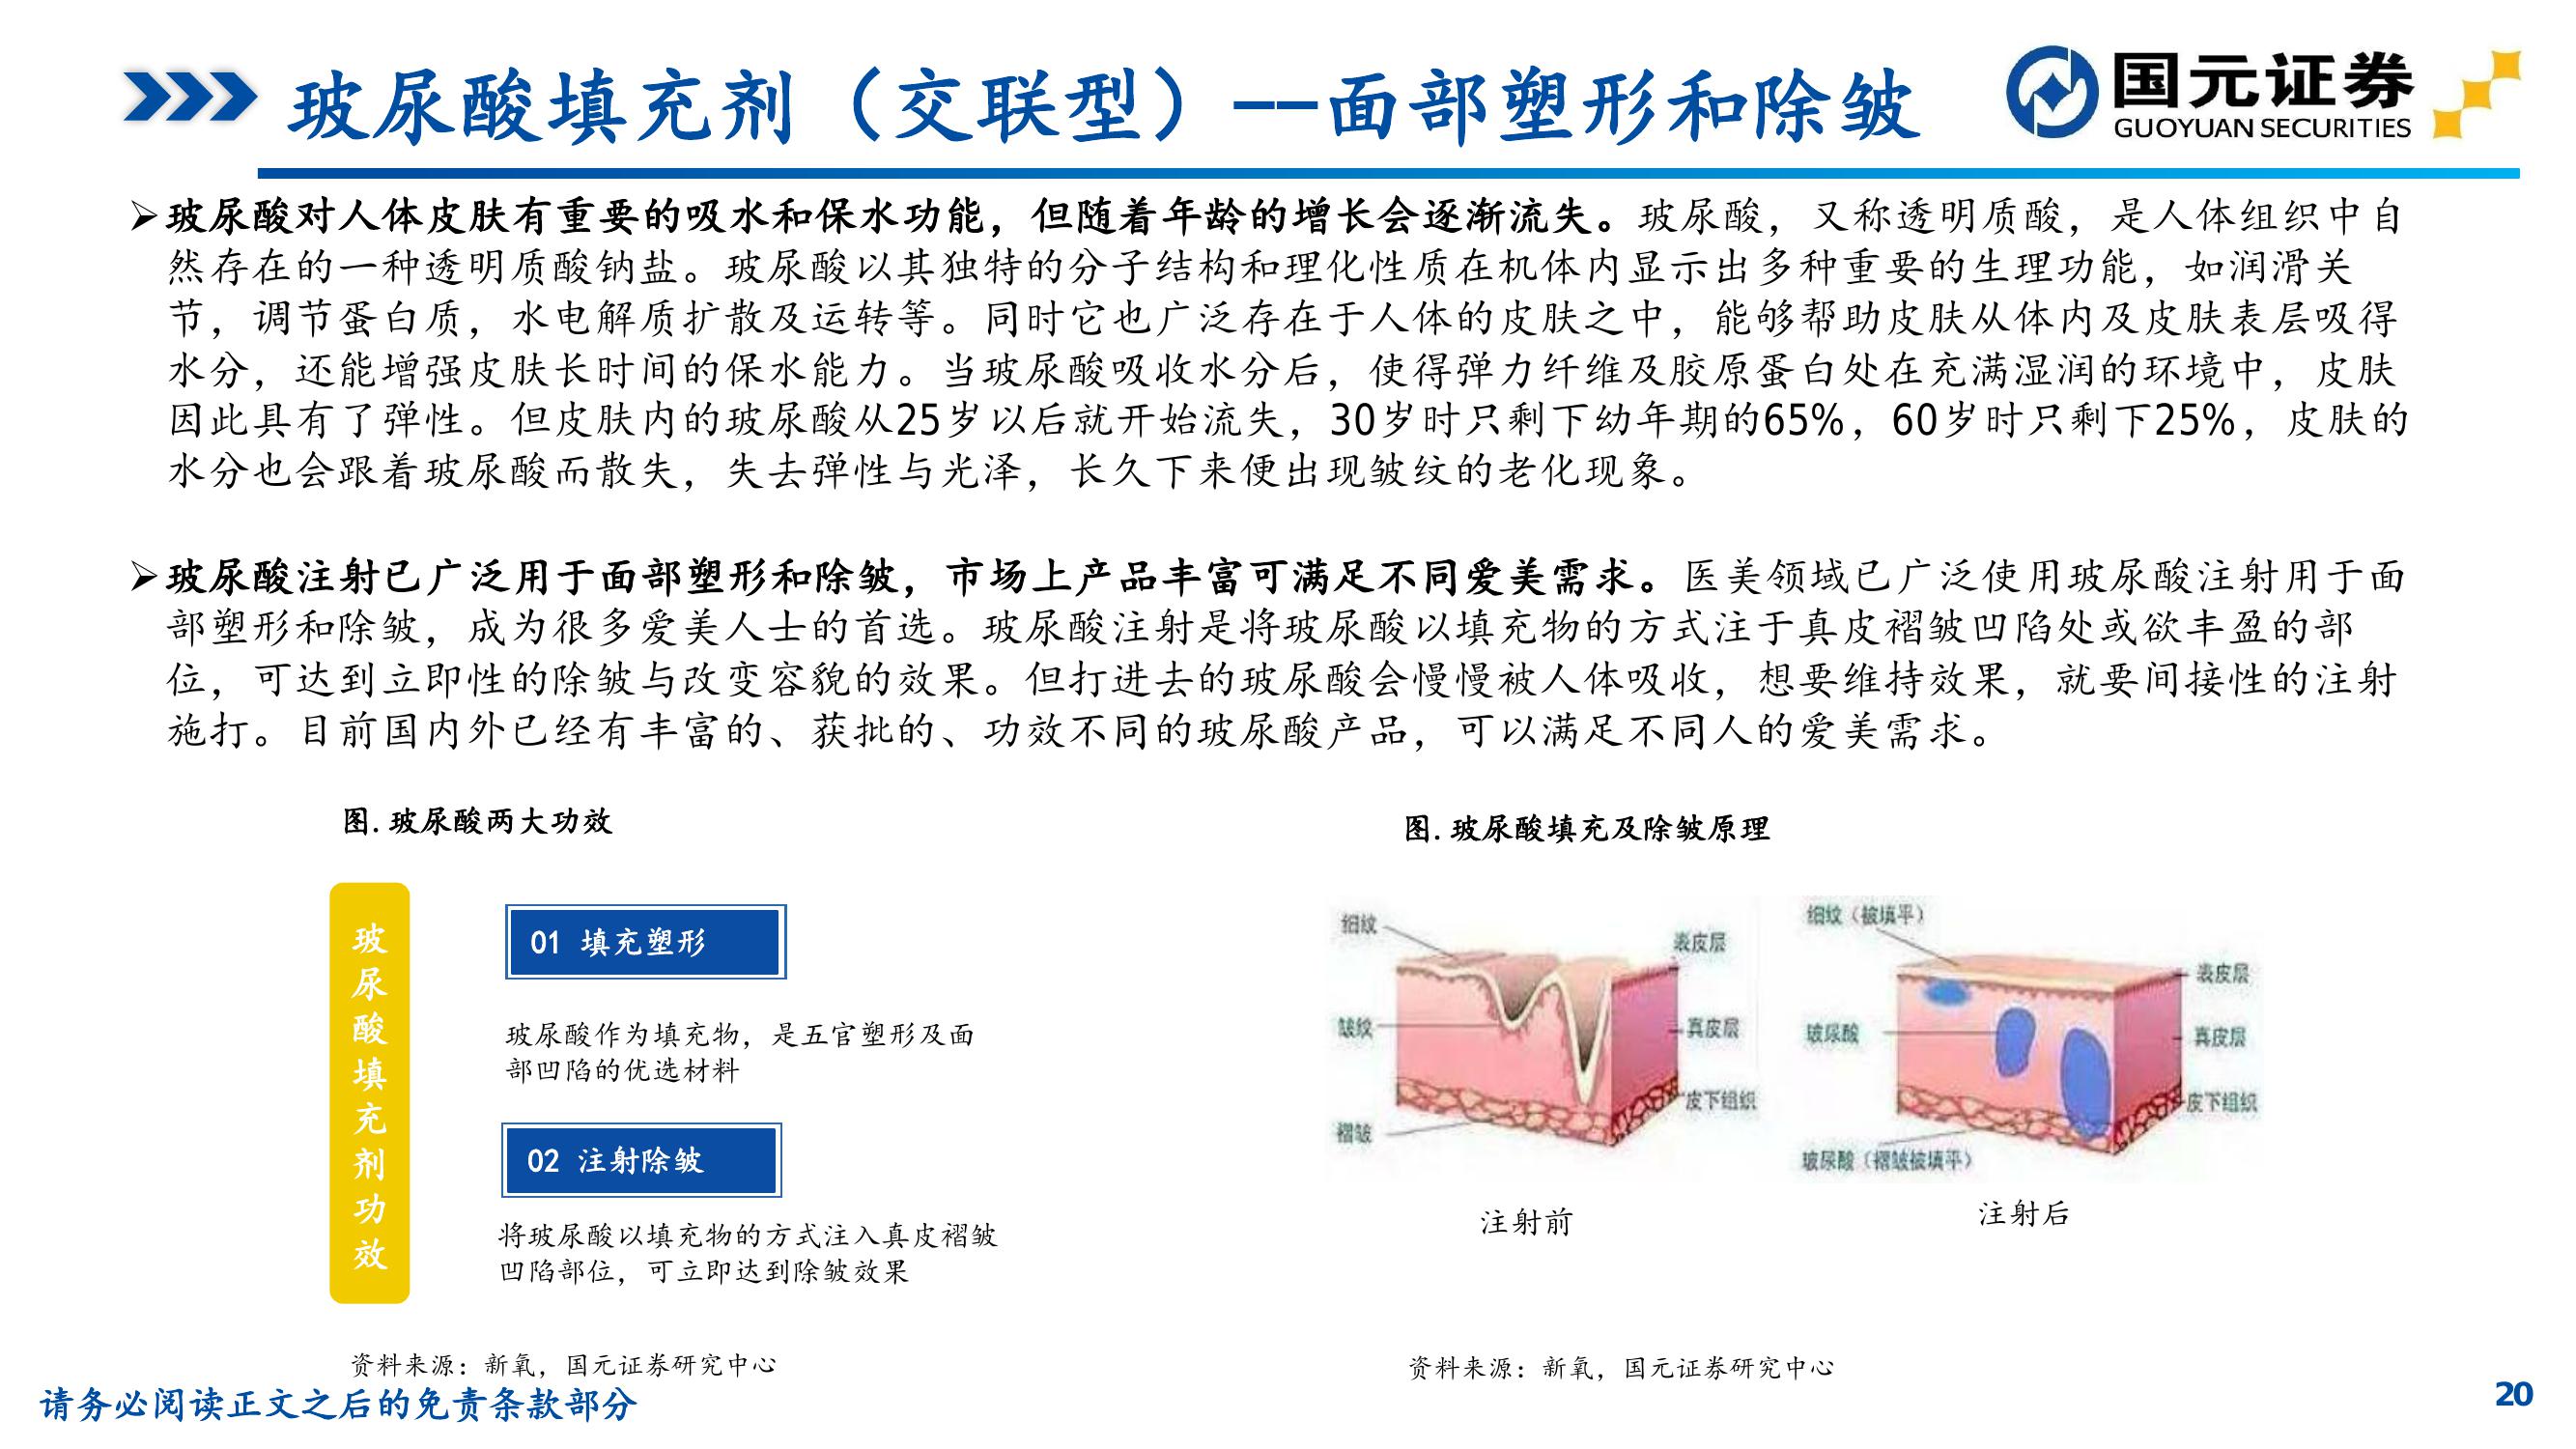 玻尿酸填充剂（交联型）——面部塑形和除皱
国元证券
GUOYUAN SECURITIES
➢玻尿酸对人体皮肤有重要的吸水和保水功能，但随着年龄的增长会逐渐流失。玻尿酸，又称透明质酸，是人体组织中自
然存在的一种透明质酸钠盐。玻尿酸以其独特的分子结构和理化性质在机体内显示出多种重要的生理功能，如润滑关
节，调节蛋白质，水电解质扩散及运转等。同时它也广泛存在于人体的皮肤之中，能够帮助皮肤从体内及皮肤表层吸得
水分，还能增强皮肤长时间的保水能力。当玻尿酸吸收水分后，使得弹力纤维及胶原蛋白处在充满湿润的环境中，皮肤
因此具有了弹性。但皮肤内的玻尿酸从25岁以后就开始流失，30岁时只剩下幼年期的65%，60岁时只剩下25%，皮肤的
水分也会跟着玻尿酸而散失，失去弹性与光泽，长久下来便出现皱纹的老化现象。
➢玻尿酸注射已广泛用于面部塑形和除皱，市场上产品丰富可满足不同爱美需求。医美领域已广泛使用玻尿酸注射用于面
部塑形和除皱，成为很多爱美人士的首选。玻尿酸注射是将玻尿酸以填充物的方式注于真皮褶皱凹陷处或欲丰盈的部
位，可达到立即性的除皱与改变容貌的效果。但打进去的玻尿酸会慢慢被人体吸收，想要维持效果，就要间接性的注射
施打。目前国内外已经有丰富的、获批的、功效不同的玻尿酸产品，可以满足不同人的爱美需求。
图.玻尿酸两大功效
玻尿酸填充剂功效
01 填充塑形
玻尿酸作为填充物，是五官塑形及面
部凹陷的优选材料
02 注射除皱
将玻尿酸以填充物的方式注入真皮褶皱
凹陷部位，可立即达到除皱效果
资料来源：新氧，国元证券研究中心
图.玻尿酸填充及除皱原理
细纹
皱纹
褶皱
表皮层
真皮层
皮下组织
注射前
细纹（被填平）
玻尿酸
玻尿酸（褶皱被填平）
表皮层
真皮层
皮下组织
注射后
资料来源：新氧，国元证券研究中心
请务必阅读正文之后的免责条款部分
20